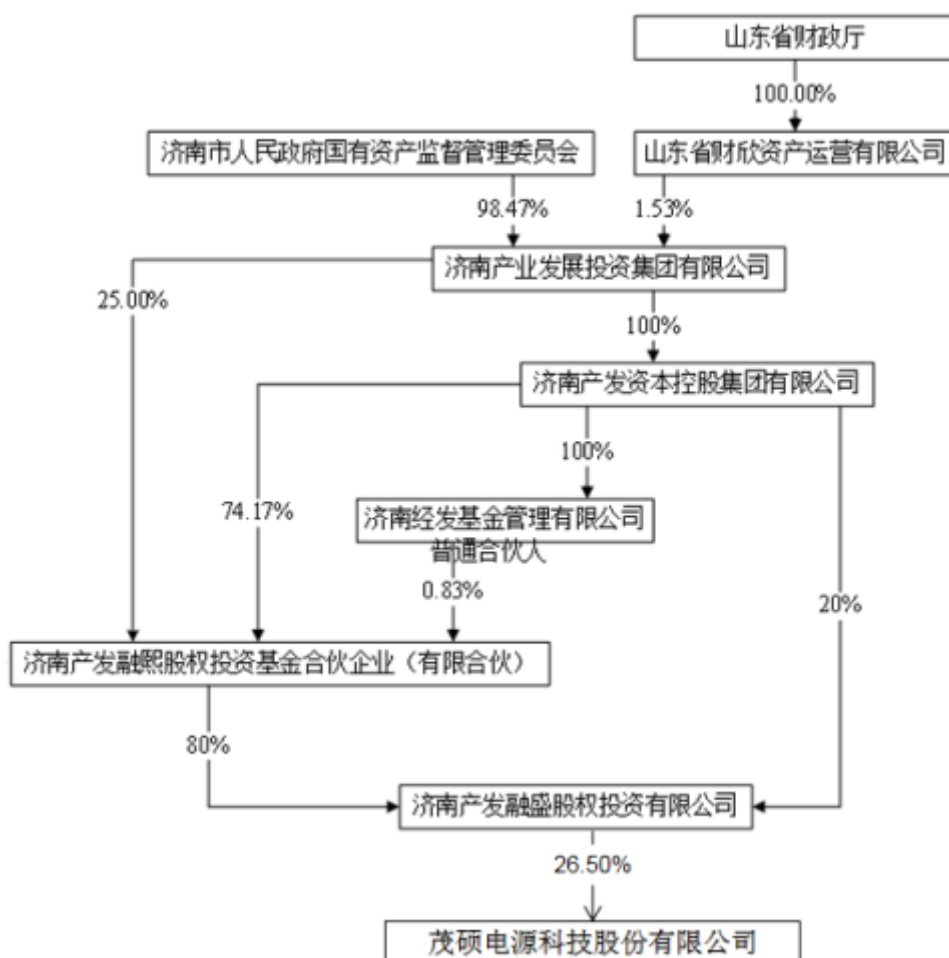 山东省财政厅
100.00%
济南市人民政府国有资产监督管理委员会
山东省财欣资产运营有限公司
98.47%
1.53%
济南产业发展投资集团有限公司
25.00%
100%
济南产发资本控股集团有限公司
100%
74.17%
济南经发基金管理有限公司
普通合伙人
0.83%
20%
济南产发融熙股权投资基金合伙企业（有限合伙）
80%
济南产发融盛股权投资有限公司
26.50%
茂硕电源科技股份有限公司